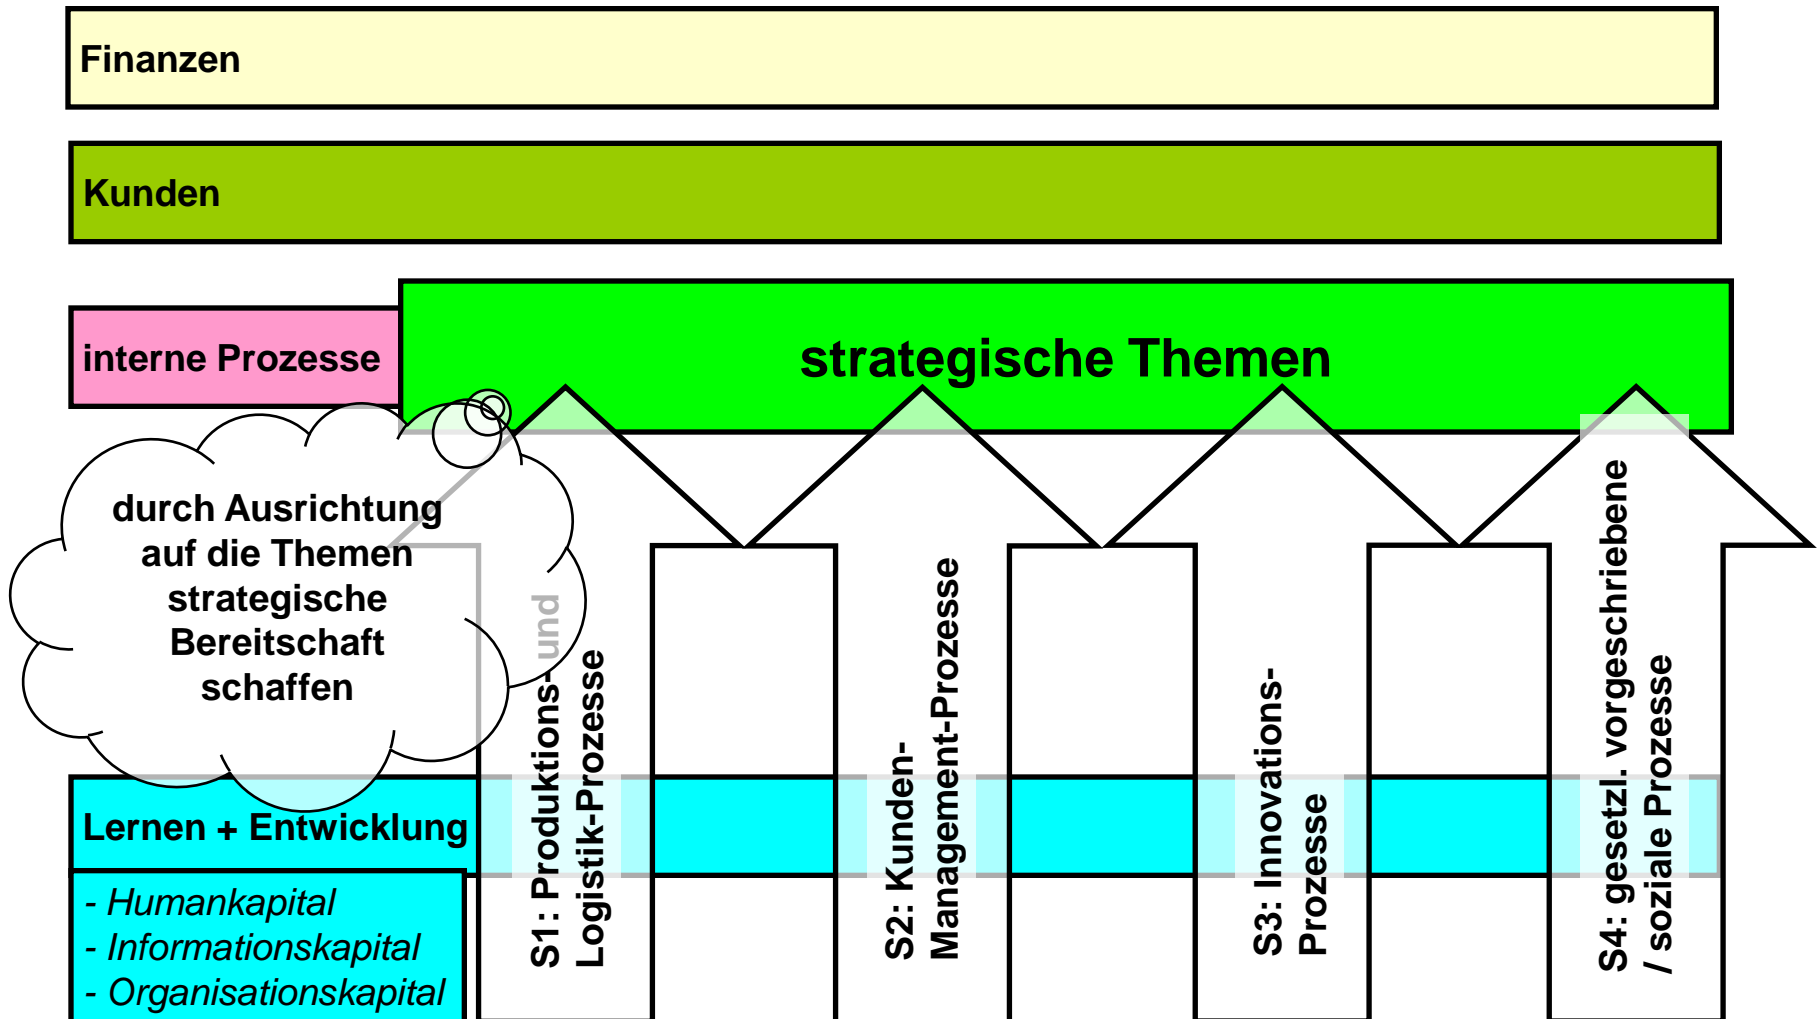 Finanzen
Kunden
interne Prozesse
strategische Themen
durch Ausrichtung
auf die Themen
strategische
Bereitschaft
schaffen
Lernen + Entwicklung
- Humankapital
- Informationskapital
- Organisationskapital
S1: Produktions- und
Logistik-Prozesse
S2: Kunden-
Management-Prozesse
S3: Innovations-
Prozesse
S4: gesetzl. vorgeschriebene
/ soziale Prozesse